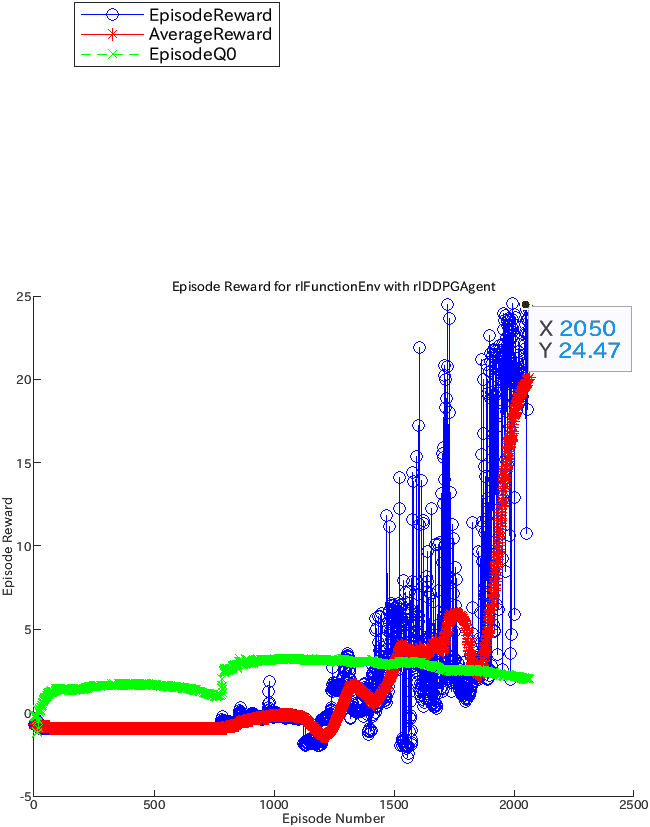 EpisodeReward
AverageReward
EpisodeQ0
Episode Reward for rlFunctionEnv with rlDDPGAgent
25
X 2050
Y 24.47
20
15
10
5
0
-5
Episode Reward
0
500
1000
1500
2000
2500
Episode Number